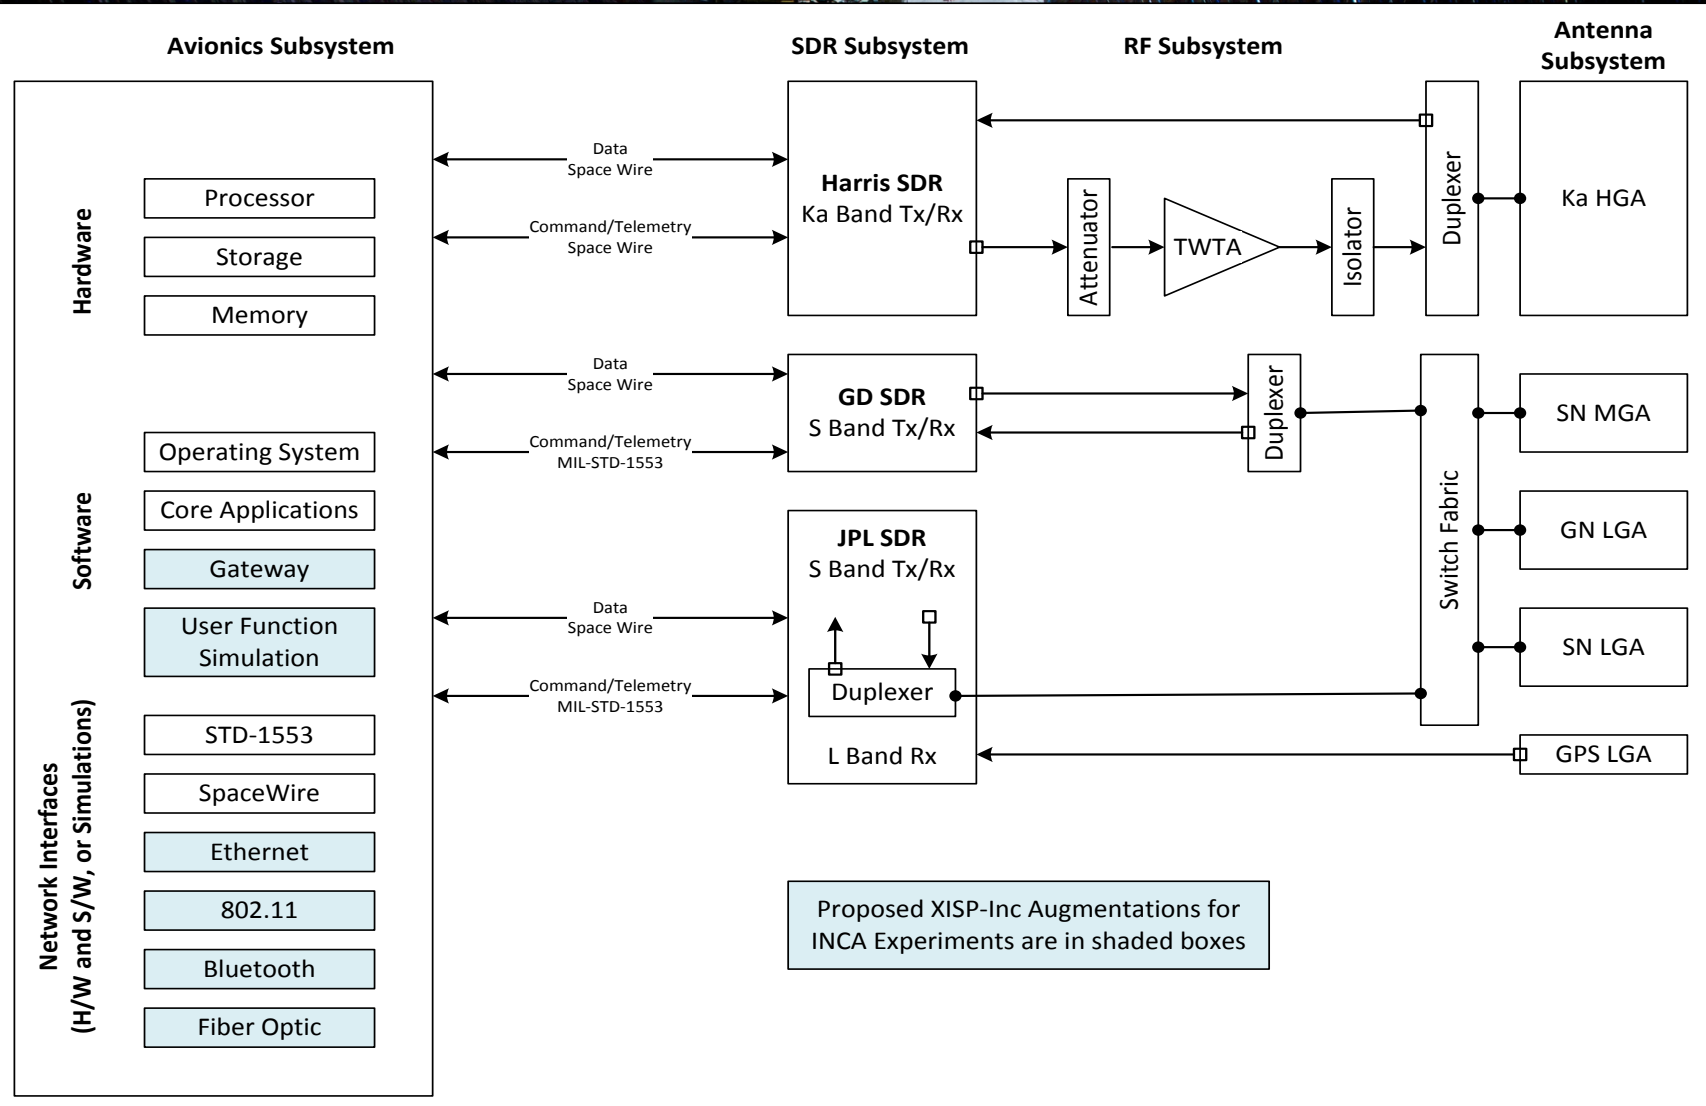 Avionics Subsystem
SDR Subsystem
RF Subsystem
Antenna
Subsystem
Hardware
Processor
Storage
Memory
Software
Operating System
Core Applications
Gateway
User Function
Simulation
Network Interfaces
(H/W and S/W, or Simulations)
STD-1553
SpaceWire
Ethernet
802.11
Bluetooth
Fiber Optic
Data
Space Wire
Command/Telemetry
Space Wire
Data
Space Wire
Command/Telemetry
MIL-STD-1553
Data
Space Wire
Command/Telemetry
MIL-STD-1553
Harris SDR
Ka Band Tx/Rx
GD SDR
S Band Tx/Rx
JPL SDR
S Band Tx/Rx
Duplexer
L Band Rx
Attenuator
TWTA
Isolator
Duplexer
Duplexer
Switch Fabric
Ka HGA
SN MGA
GN LGA
SN LGA
GPS LGA
Proposed XISP-Inc Augmentations for
INCA Experiments are in shaded boxes